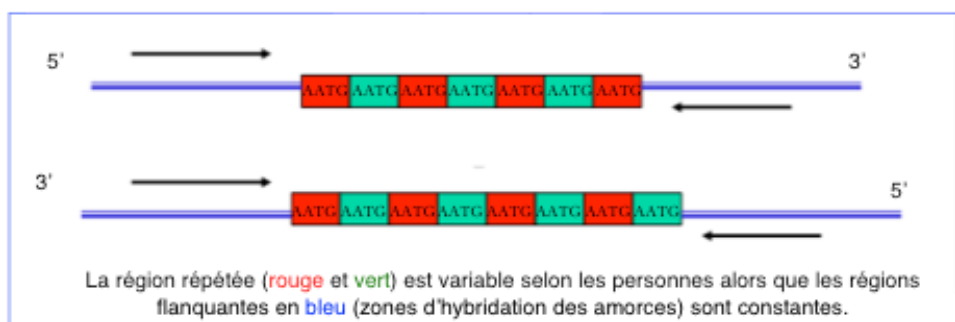 5' 3'
AATG AATG AATG AATG AATG AATG AATG
3' 5'
AATG AATG AATG AATG AATG AATG AATG AATG
La région répétée (rouge et vert) est variable selon les personnes alors que les régions
flanquantes en bleu (zones d'hybridation des amorces) sont constantes.